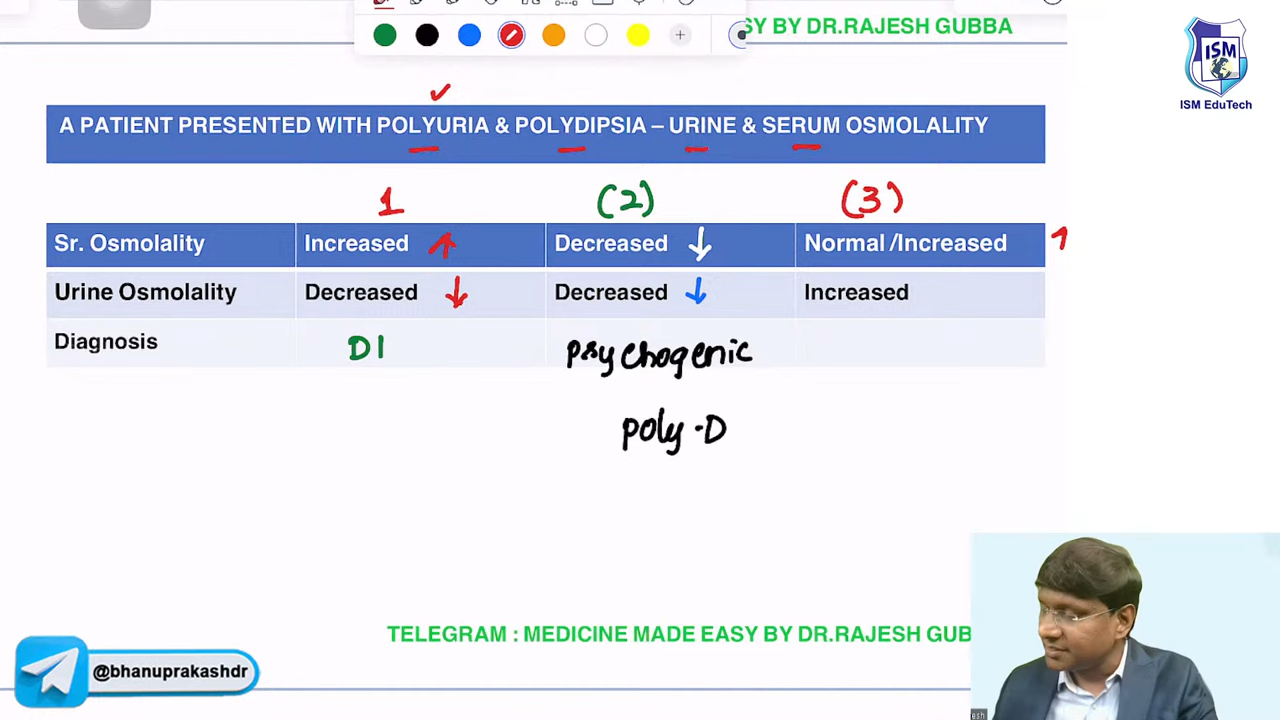 SY BY DR.RAJESH GUBBA
ISM
ISM EduTech
A PATIENT PRESENTED WITH POLYURIA & POLYDIPSIA – URINE & SERUM OSMOLALITY
1 (2) (3)
Sr. Osmolality Increased ↑ Decreased ↓ Normal /Increased ↑
Urine Osmolality Decreased ↓ Decreased ↓ Increased
Diagnosis DI Psychogenic
poly-D
TELEGRAM : MEDICINE MADE EASY BY DR.RAJESH GUB
@bhanuprakashdr
esh